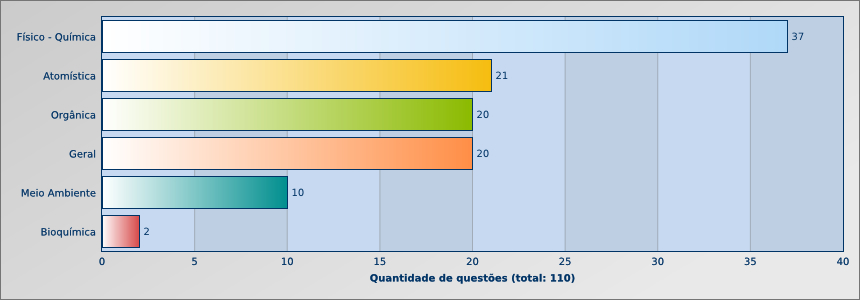 Físico - Química 37
Atomística 21
Orgânica 20
Geral 20
Meio Ambiente 10
Bioquímica 2
0 5 10 15 20 25 30 35 40
Quantidade de questões (total: 110)